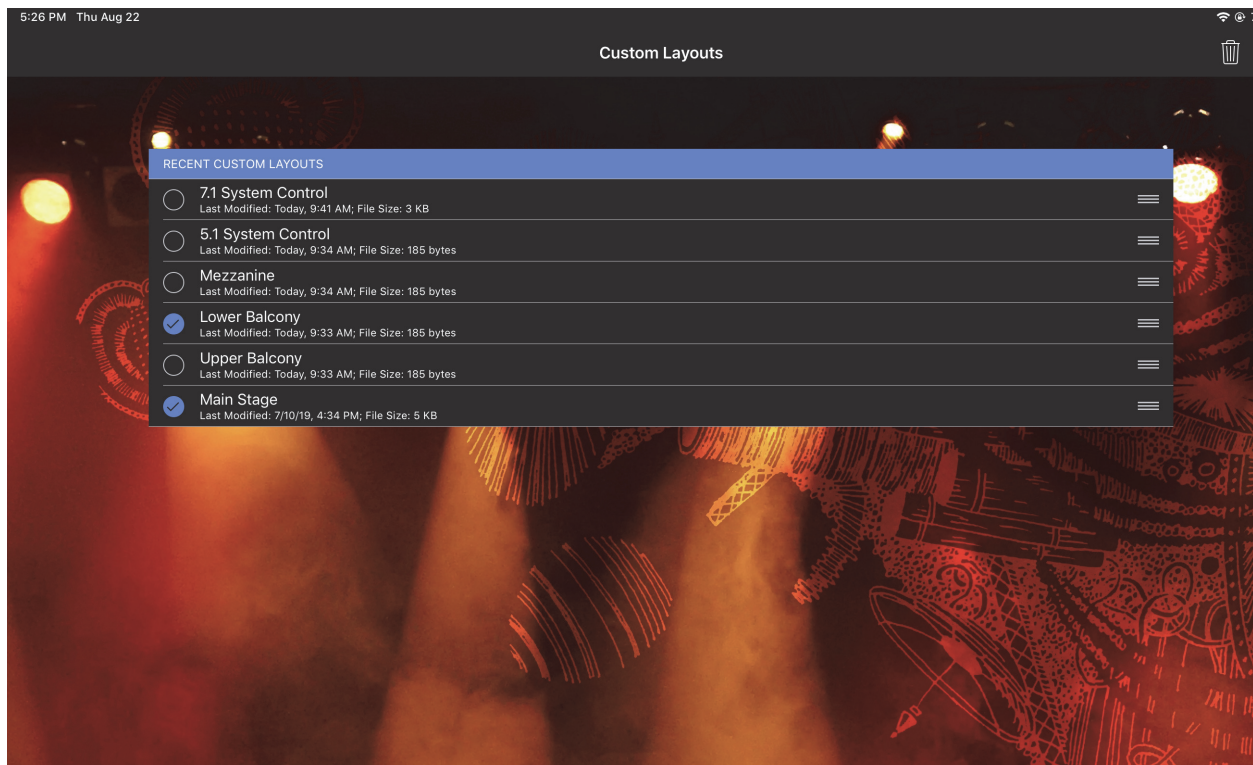 5:26 PM Thu Aug 22
Custom Layouts
RECENT CUSTOM LAYOUTS
7.1 System Control
Last Modified: Today, 9:41 AM; File Size: 3 KB
5.1 System Control
Last Modified: Today, 9:34 AM; File Size: 185 bytes
Mezzanine
Last Modified: Today, 9:34 AM; File Size: 185 bytes
Lower Balcony
Last Modified: Today, 9:33 AM; File Size: 185 bytes
Upper Balcony
Last Modified: Today, 9:33 AM; File Size: 185 bytes
Main Stage
Last Modified: 7/10/19, 4:34 PM; File Size: 5 KB